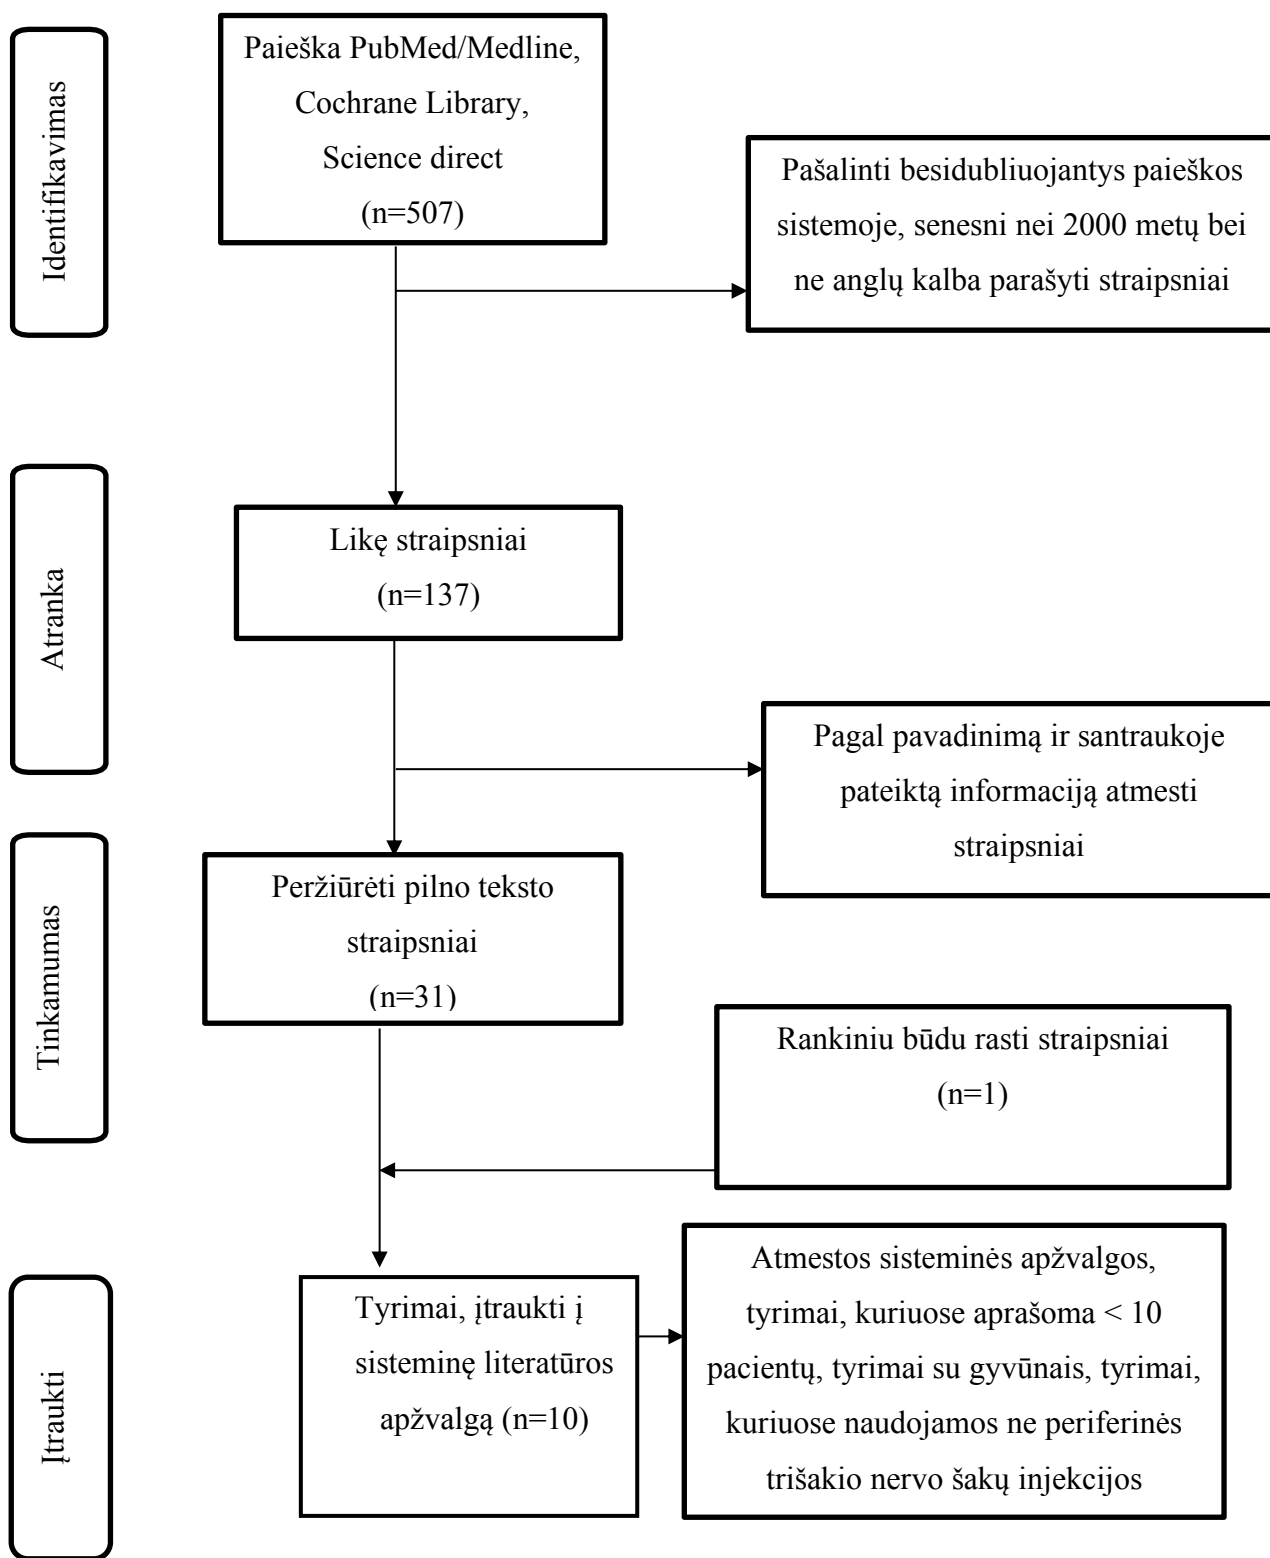 Identifikavimas
Paieška PubMed/Medline,
Cochrane Library,
Science direct
(n=507)
Pašalinti besidubliuojantys paieškos
sistemoje, senesni nei 2000 metų bei
ne anglų kalba parašyti straipsniai
Atranka
Likę straipsniai
(n=137)
Pagal pavadinimą ir santraukoje
pateiktą informaciją atmesti
straipsniai
Tinkamumas
Peržiūrėti pilno teksto
straipsniai
(n=31)
Rankiniu būdu rasti straipsniai
(n=1)
Įtraukti
Tyrimai, įtraukti į
sisteminę literatūros
apžvalgą (n=10)
Atmestos sisteminės apžvalgos,
tyrimai, kuriuose aprašoma < 10
pacientų, tyrimai su gyvūnais, tyrimai,
kuriuose naudojamos ne periferinės
trišakio nervo šakų injekcijos